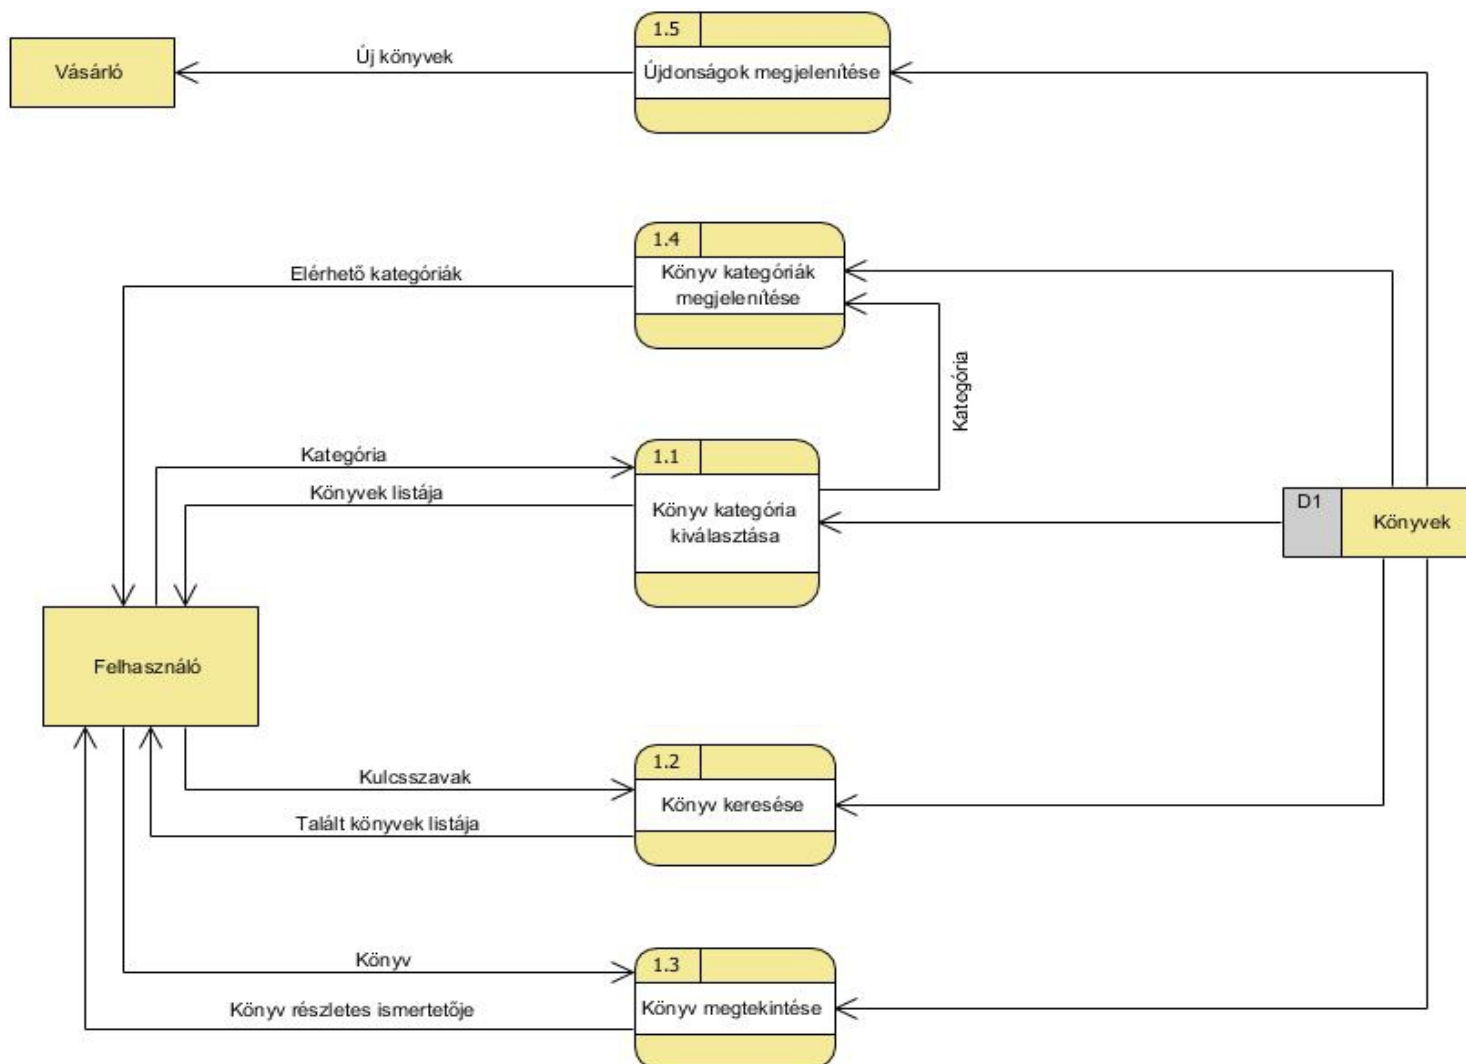 1.5
Új könyvek
Vásárló
Újdonságok megjelenítése
1.4
Elérhető kategóriák
Könyv kategóriák
megjelenítése
Kategória
Kategória
1.1
Könyvek listája
Könyv kategória
kiválasztása
D1
Könyvek
Felhasználó
1.2
Kulcsszavak
Könyv keresése
Talált könyvek listája
Könyv
1.3
Könyv részletes ismertetője
Könyv megtekintése